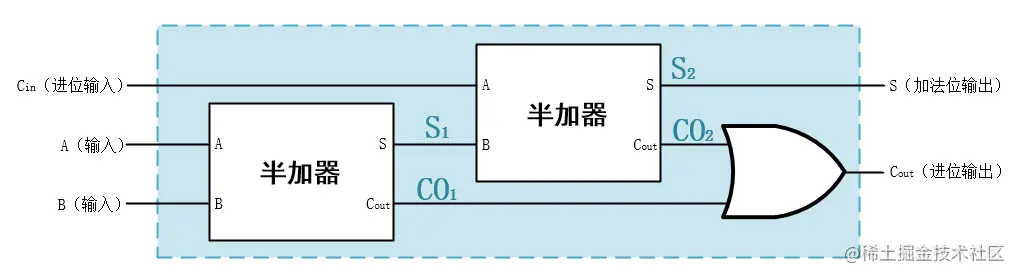 S₂
Cin（进位输入）
A
S
S（加法位输出）
半加器
S₁
CO₂
A（输入）
A
S
B
Cout
半加器
Cout（进位输出）
CO₁
B（输入）
B
Cout
@稀土掘金技术社区